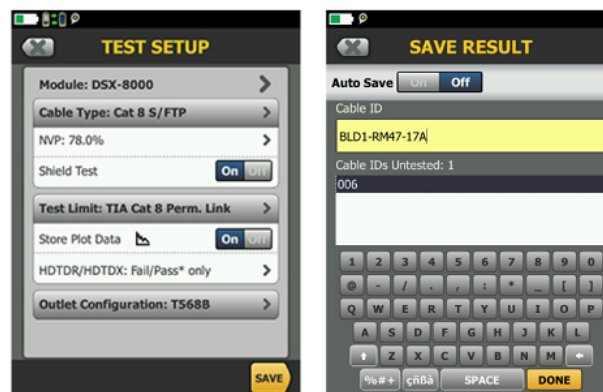 TEST SETUP
Module: DSX-8000
Cable Type: Cat 8 S/FTP
NVP: 78.0%
Shield Test On Off
Test Limit: TIA Cat 8 Perm. Link
Store Plot Data On Off
HDTDR/HDTDX: Fail/Pass* only
Outlet Configuration: T568B
SAVE
SAVE RESULT
Auto Save On Off
Cable ID
BLD1-RM47-17A
Cable IDs Untested: 1
006
1 2 3 4 5 6 7 8 9 0
@ - / . , : * _ [ ]
Q W E R T Y U I O P
A S D F G H J K L
Z X C V B N M
%#+ çñßà SPACE DONE